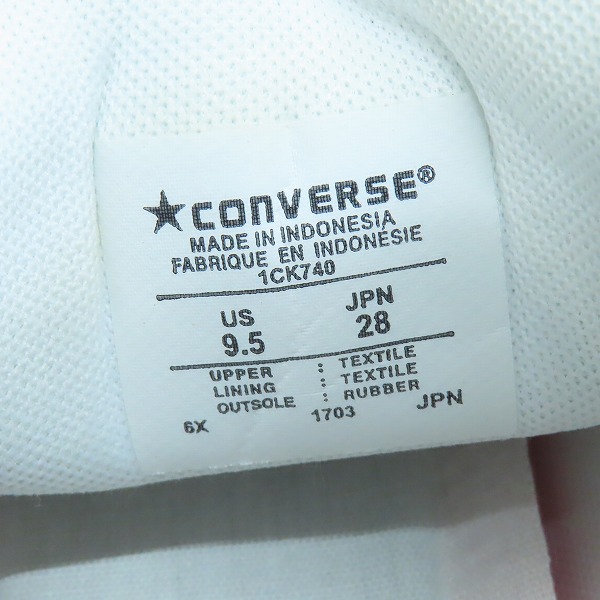 ★CONVERSE®
MADE IN INDONESIA
FABRIQUE EN INDONÉSIE
1CK740
US JPN
9.5 28
UPPER : TEXTILE
LINING : TEXTILE
OUTSOLE : RUBBER
6X 1703 JPN